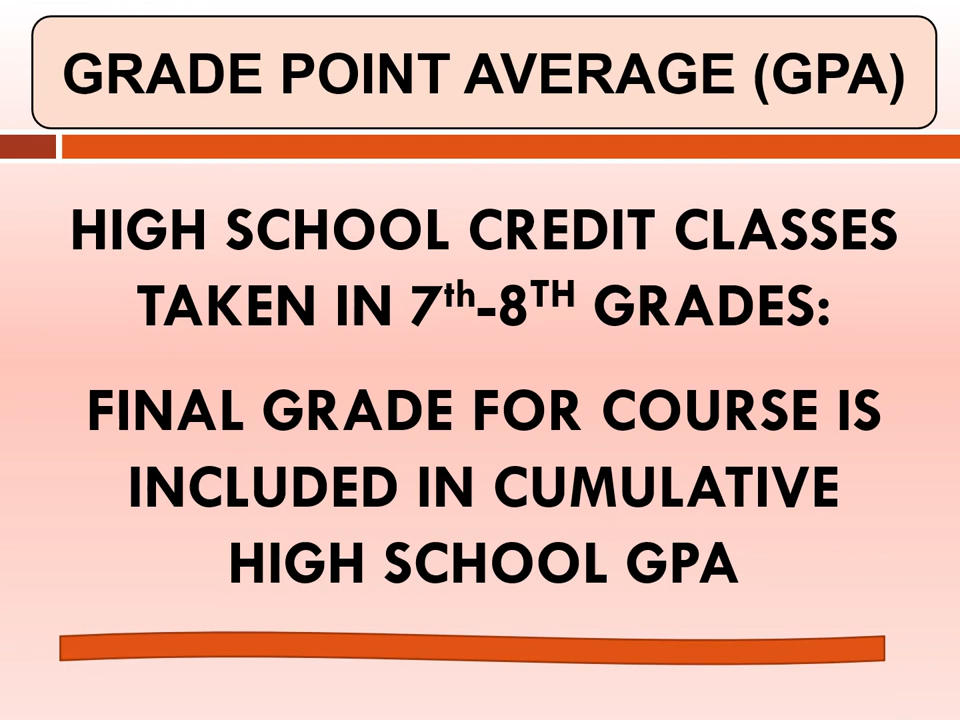 GRADE POINT AVERAGE (GPA)
HIGH SCHOOL CREDIT CLASSES
TAKEN IN 7th-8TH GRADES:
FINAL GRADE FOR COURSE IS
INCLUDED IN CUMULATIVE
HIGH SCHOOL GPA